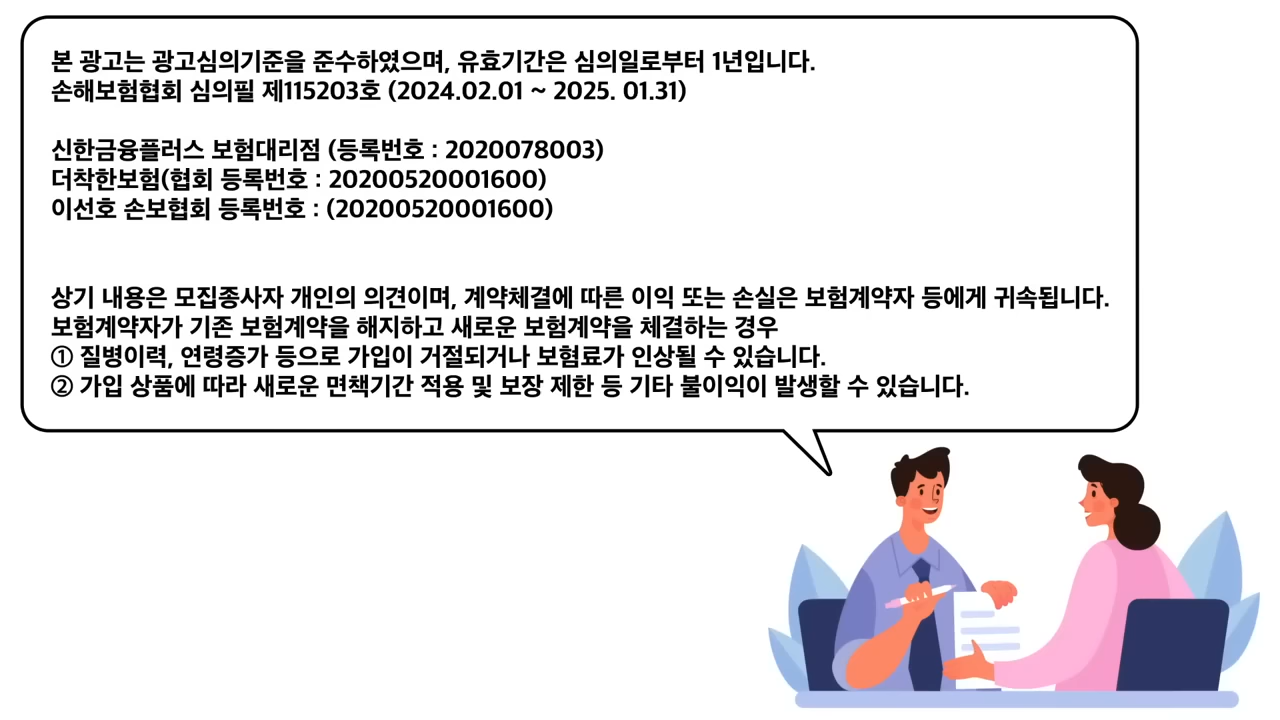 본 광고는 광고심의기준을 준수하였으며, 유효기간은 심의일로부터 1년입니다.
손해보험협회 심의필 제115203호 (2024.02.01 ~ 2025. 01.31)
신한금융플러스 보험대리점 (등록번호 : 2020078003)
더착한보험(협회 등록번호 : 20200520001600)
이선호 손보협회 등록번호 : (20200520001600)
상기 내용은 모집종사자 개인의 의견이며, 계약체결에 따른 이익 또는 손실은 보험계약자 등에게 귀속됩니다.
보험계약자가 기존 보험계약을 해지하고 새로운 보험계약을 체결하는 경우
① 질병이력, 연령증가 등으로 가입이 거절되거나 보험료가 인상될 수 있습니다.
② 가입 상품에 따라 새로운 면책기간 적용 및 보장 제한 등 기타 불이익이 발생할 수 있습니다.